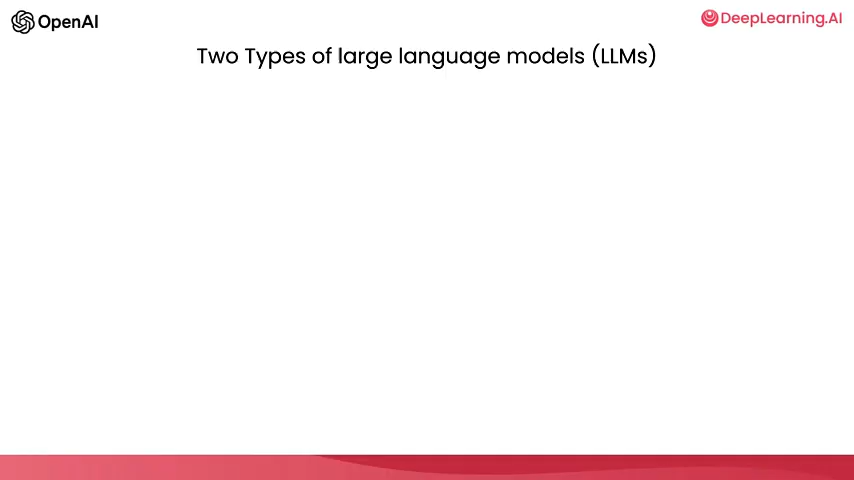 OpenAI
DeepLearning.AI
Two Types of large language models (LLMs)